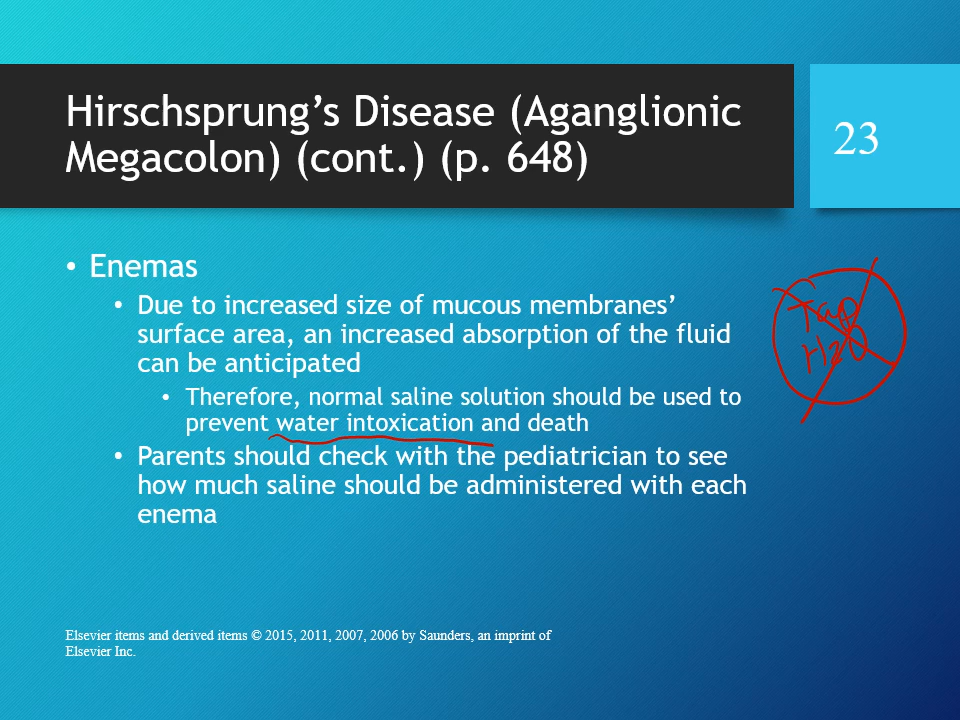 Hirschsprung’s Disease (Aganglionic
Megacolon) (cont.) (p. 648)
23
• Enemas
• Due to increased size of mucous membranes’
surface area, an increased absorption of the fluid
can be anticipated
• Therefore, normal saline solution should be used to
prevent water intoxication and death
• Parents should check with the pediatrician to see
how much saline should be administered with each
enema
Tap
H2O
Elsevier items and derived items © 2015, 2011, 2007, 2006 by Saunders, an imprint of
Elsevier Inc.